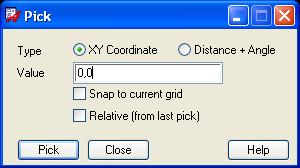 Pick
Type XY Coordinate Distance + Angle
Value 0,0
Snap to current grid
Relative (from last pick)
Pick Close Help